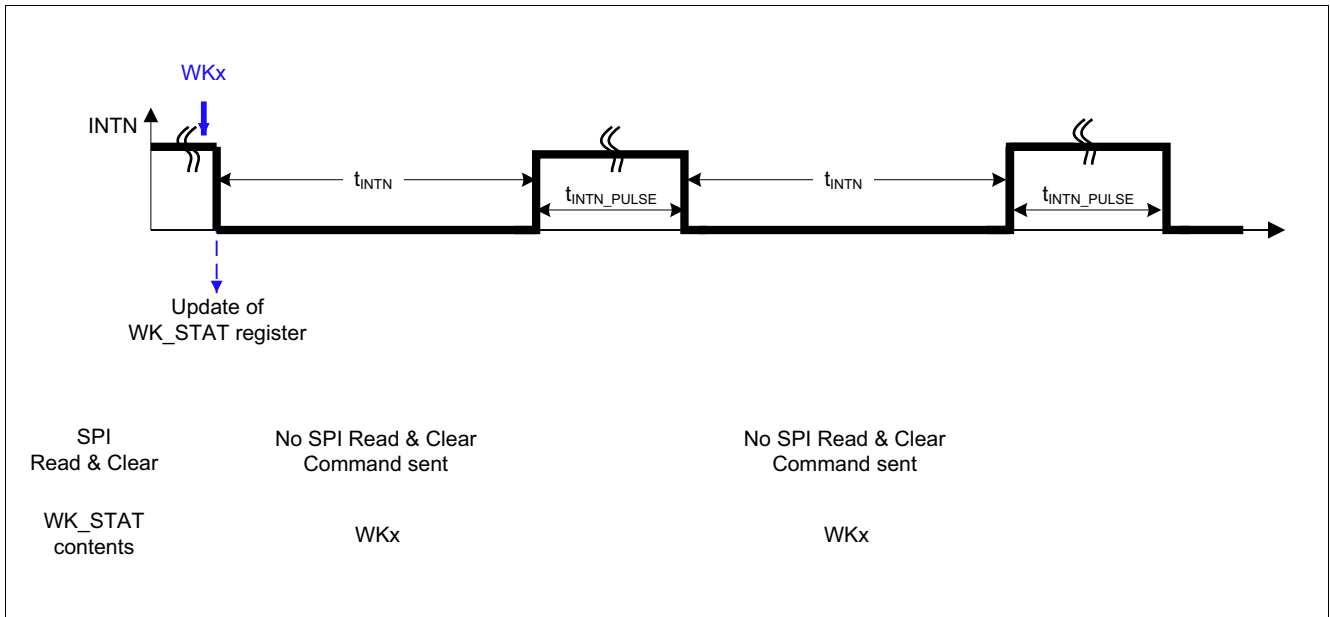 WKx
INTN
tINTN
tINTN_PULSE
tINTN
tINTN_PULSE
Update of
WK_STAT register
SPI
Read & Clear
No SPI Read & Clear
Command sent
No SPI Read & Clear
Command sent
WK_STAT
contents
WKx
WKx